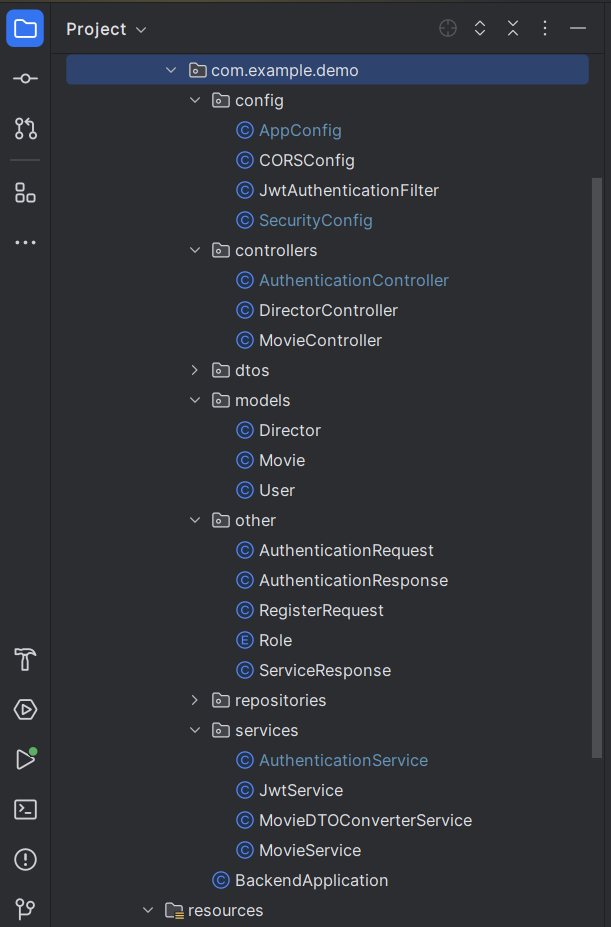 Project
com.example.demo
config
AppConfig
CORSConfig
JwtAuthenticationFilter
SecurityConfig
controllers
AuthenticationController
DirectorController
MovieController
dtos
models
Director
Movie
User
other
AuthenticationRequest
AuthenticationResponse
RegisterRequest
Role
ServiceResponse
repositories
services
AuthenticationService
JwtService
MovieDTOConverterService
MovieService
BackendApplication
resources